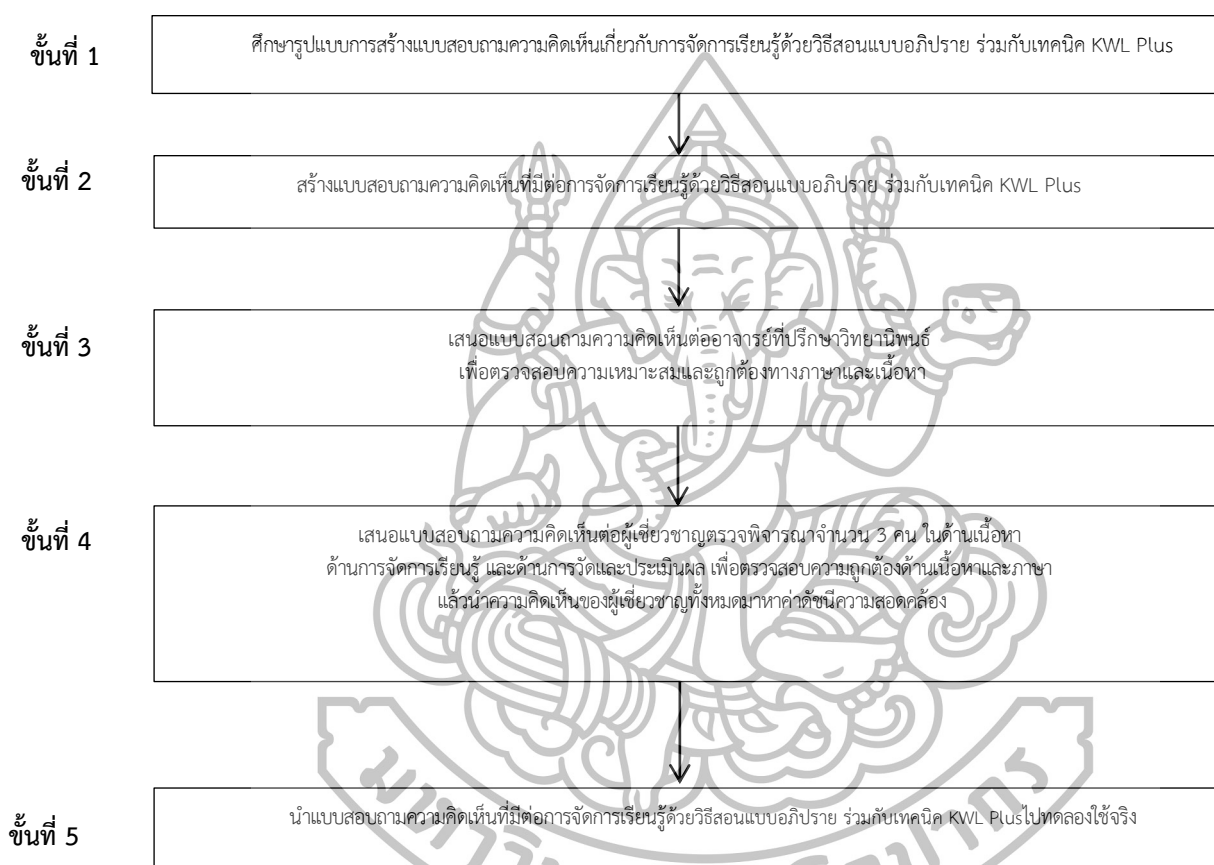 ขั้นที่ 1
ศึกษารูปแบบการสร้างแบบสอบถามความคิดเห็นเกี่ยวกับการจัดการเรียนรู้ด้วยวิธีสอนแบบอภิปราย ร่วมกับเทคนิค KWL Plus
ขั้นที่ 2
สร้างแบบสอบถามความคิดเห็นที่มีต่อการจัดการเรียนรู้ด้วยวิธีสอนแบบอภิปราย ร่วมกับเทคนิค KWL Plus
ขั้นที่ 3
เสนอแบบสอบถามความคิดเห็นต่ออาจารย์ที่ปรึกษาวิทยานิพนธ์
เพื่อตรวจสอบความเหมาะสมและถูกต้องทางภาษาและเนื้อหา
ขั้นที่ 4
เสนอแบบสอบถามความคิดเห็นต่อผู้เชี่ยวชาญตรวจพิจารณาจำนวน 3 คน ในด้านเนื้อหา
ด้านการจัดการเรียนรู้ และด้านการวัดและประเมินผล เพื่อตรวจสอบความถูกต้องด้านเนื้อหาและภาษา
แล้วนำความคิดเห็นของผู้เชี่ยวชาญทั้งหมดมาหาค่าดัชนีความสอดคล้อง
ขั้นที่ 5
นำแบบสอบถามความคิดเห็นที่มีต่อการจัดการเรียนรู้ด้วยวิธีสอนแบบอภิปราย ร่วมกับเทคนิค KWL Plusไปทดลองใช้จริง